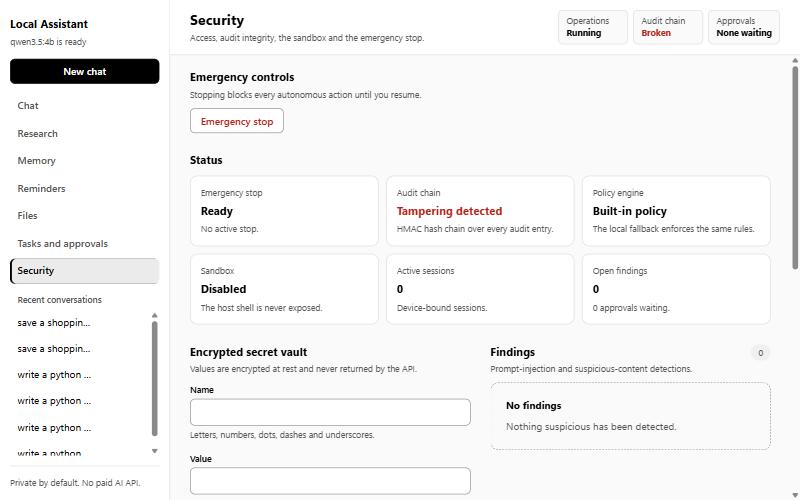 Local Assistant
qwen3.5:4b is ready
New chat
Chat
Research
Memory
Reminders
Files
Tasks and approvals
Security
Recent conversations
save a shoppin...
save a shoppin...
write a python ...
write a python ...
write a python ...
write a python
Private by default. No paid AI API.
Security
Access, audit integrity, the sandbox and the emergency stop.
Operations
Running
Audit chain
Broken
Approvals
None waiting
Emergency controls
Stopping blocks every autonomous action until you resume.
Emergency stop
Status
Emergency stop
Ready
No active stop.
Audit chain
Tampering detected
HMAC hash chain over every audit entry.
Policy engine
Built-in policy
The local fallback enforces the same rules.
Sandbox
Disabled
The host shell is never exposed.
Active sessions
0
Device-bound sessions.
Open findings
0
0 approvals waiting.
Encrypted secret vault
Values are encrypted at rest and never returned by the API.
Name
Letters, numbers, dots, dashes and underscores.
Value
Findings
0
Prompt-injection and suspicious-content detections.
No findings
Nothing suspicious has been detected.